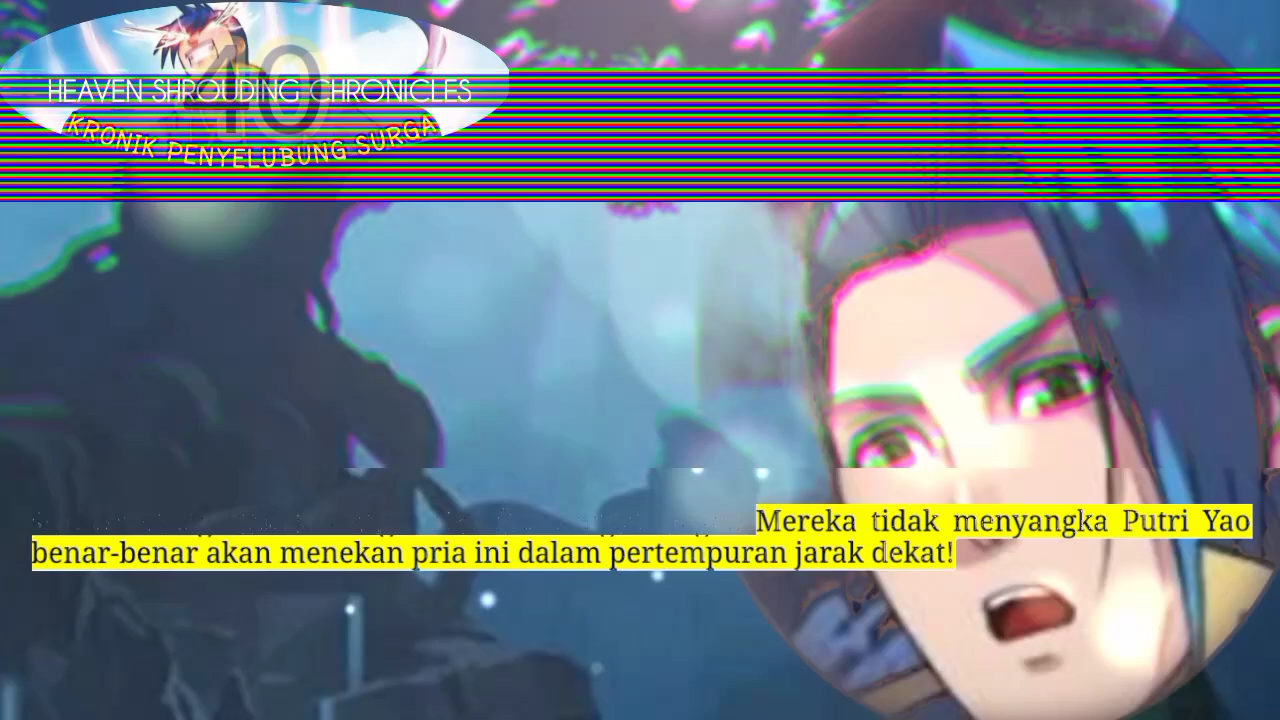 40
HEAVEN SHROUDING CHRONICLES
KRONIK PENYELUBUNG SURGA
Mereka tidak menyangka Putri Yao
benar-benar akan menekan pria ini dalam pertempuran jarak dekat!